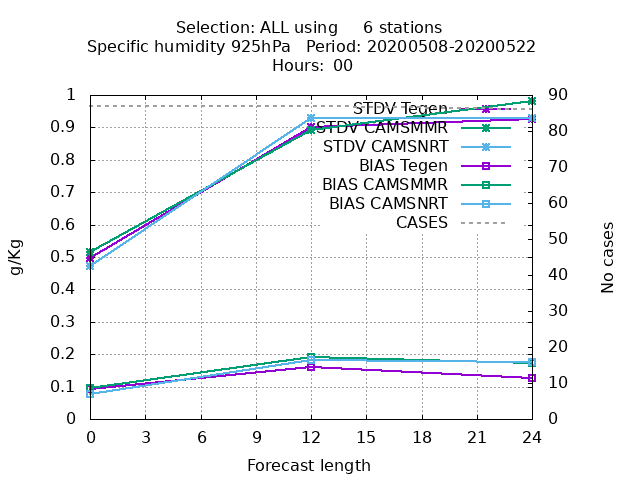 Selection: ALL using 6 stations
Specific humidity 925hPa Period: 20200508-20200522
Hours: 00
1
0.9
0.8
0.7
0.6
0.5
0.4
0.3
0.2
0.1
0
g/Kg
90
80
70
60
50
40
30
20
10
0
No cases
STDV Tegen
STDV CAMSMMR
STDV CAMSNRT
BIAS Tegen
BIAS CAMSMMR
BIAS CAMSNRT
CASES
0 3 6 9 12 15 18 21 24
Forecast length